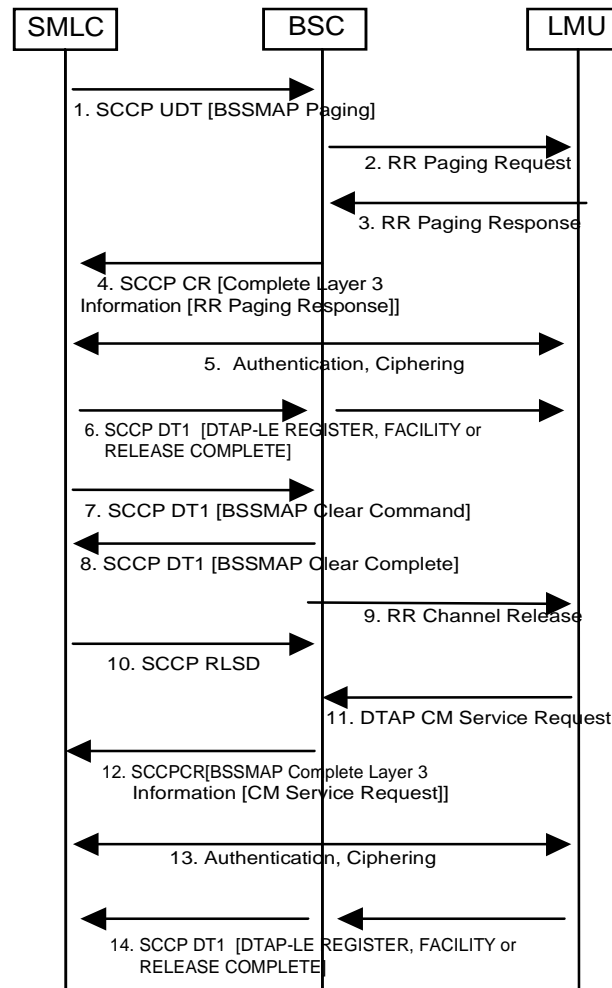 SMLC
BSC
LMU
1. SCCP UDT [BSSMAP Paging]
2. RR Paging Request
3. RR Paging Response
4. SCCP CR [Complete Layer 3
Information [RR Paging Response]]
5. Authentication, Ciphering
6. SCCP DT1 [DTAP-LE REGISTER, FACILITY or
RELEASE COMPLETE]
7. SCCP DT1 [BSSMAP Clear Command]
8. SCCP DT1 [BSSMAP Clear Complete]
9. RR Channel Release
10. SCCP RLSD
11. DTAP CM Service Request
12. SCCPCR[BSSMAP Complete Layer 3
Information [CM Service Request]]
13. Authentication, Ciphering
14. SCCP DT1 [DTAP-LE REGISTER, FACILITY or
RELEASE COMPLETE]